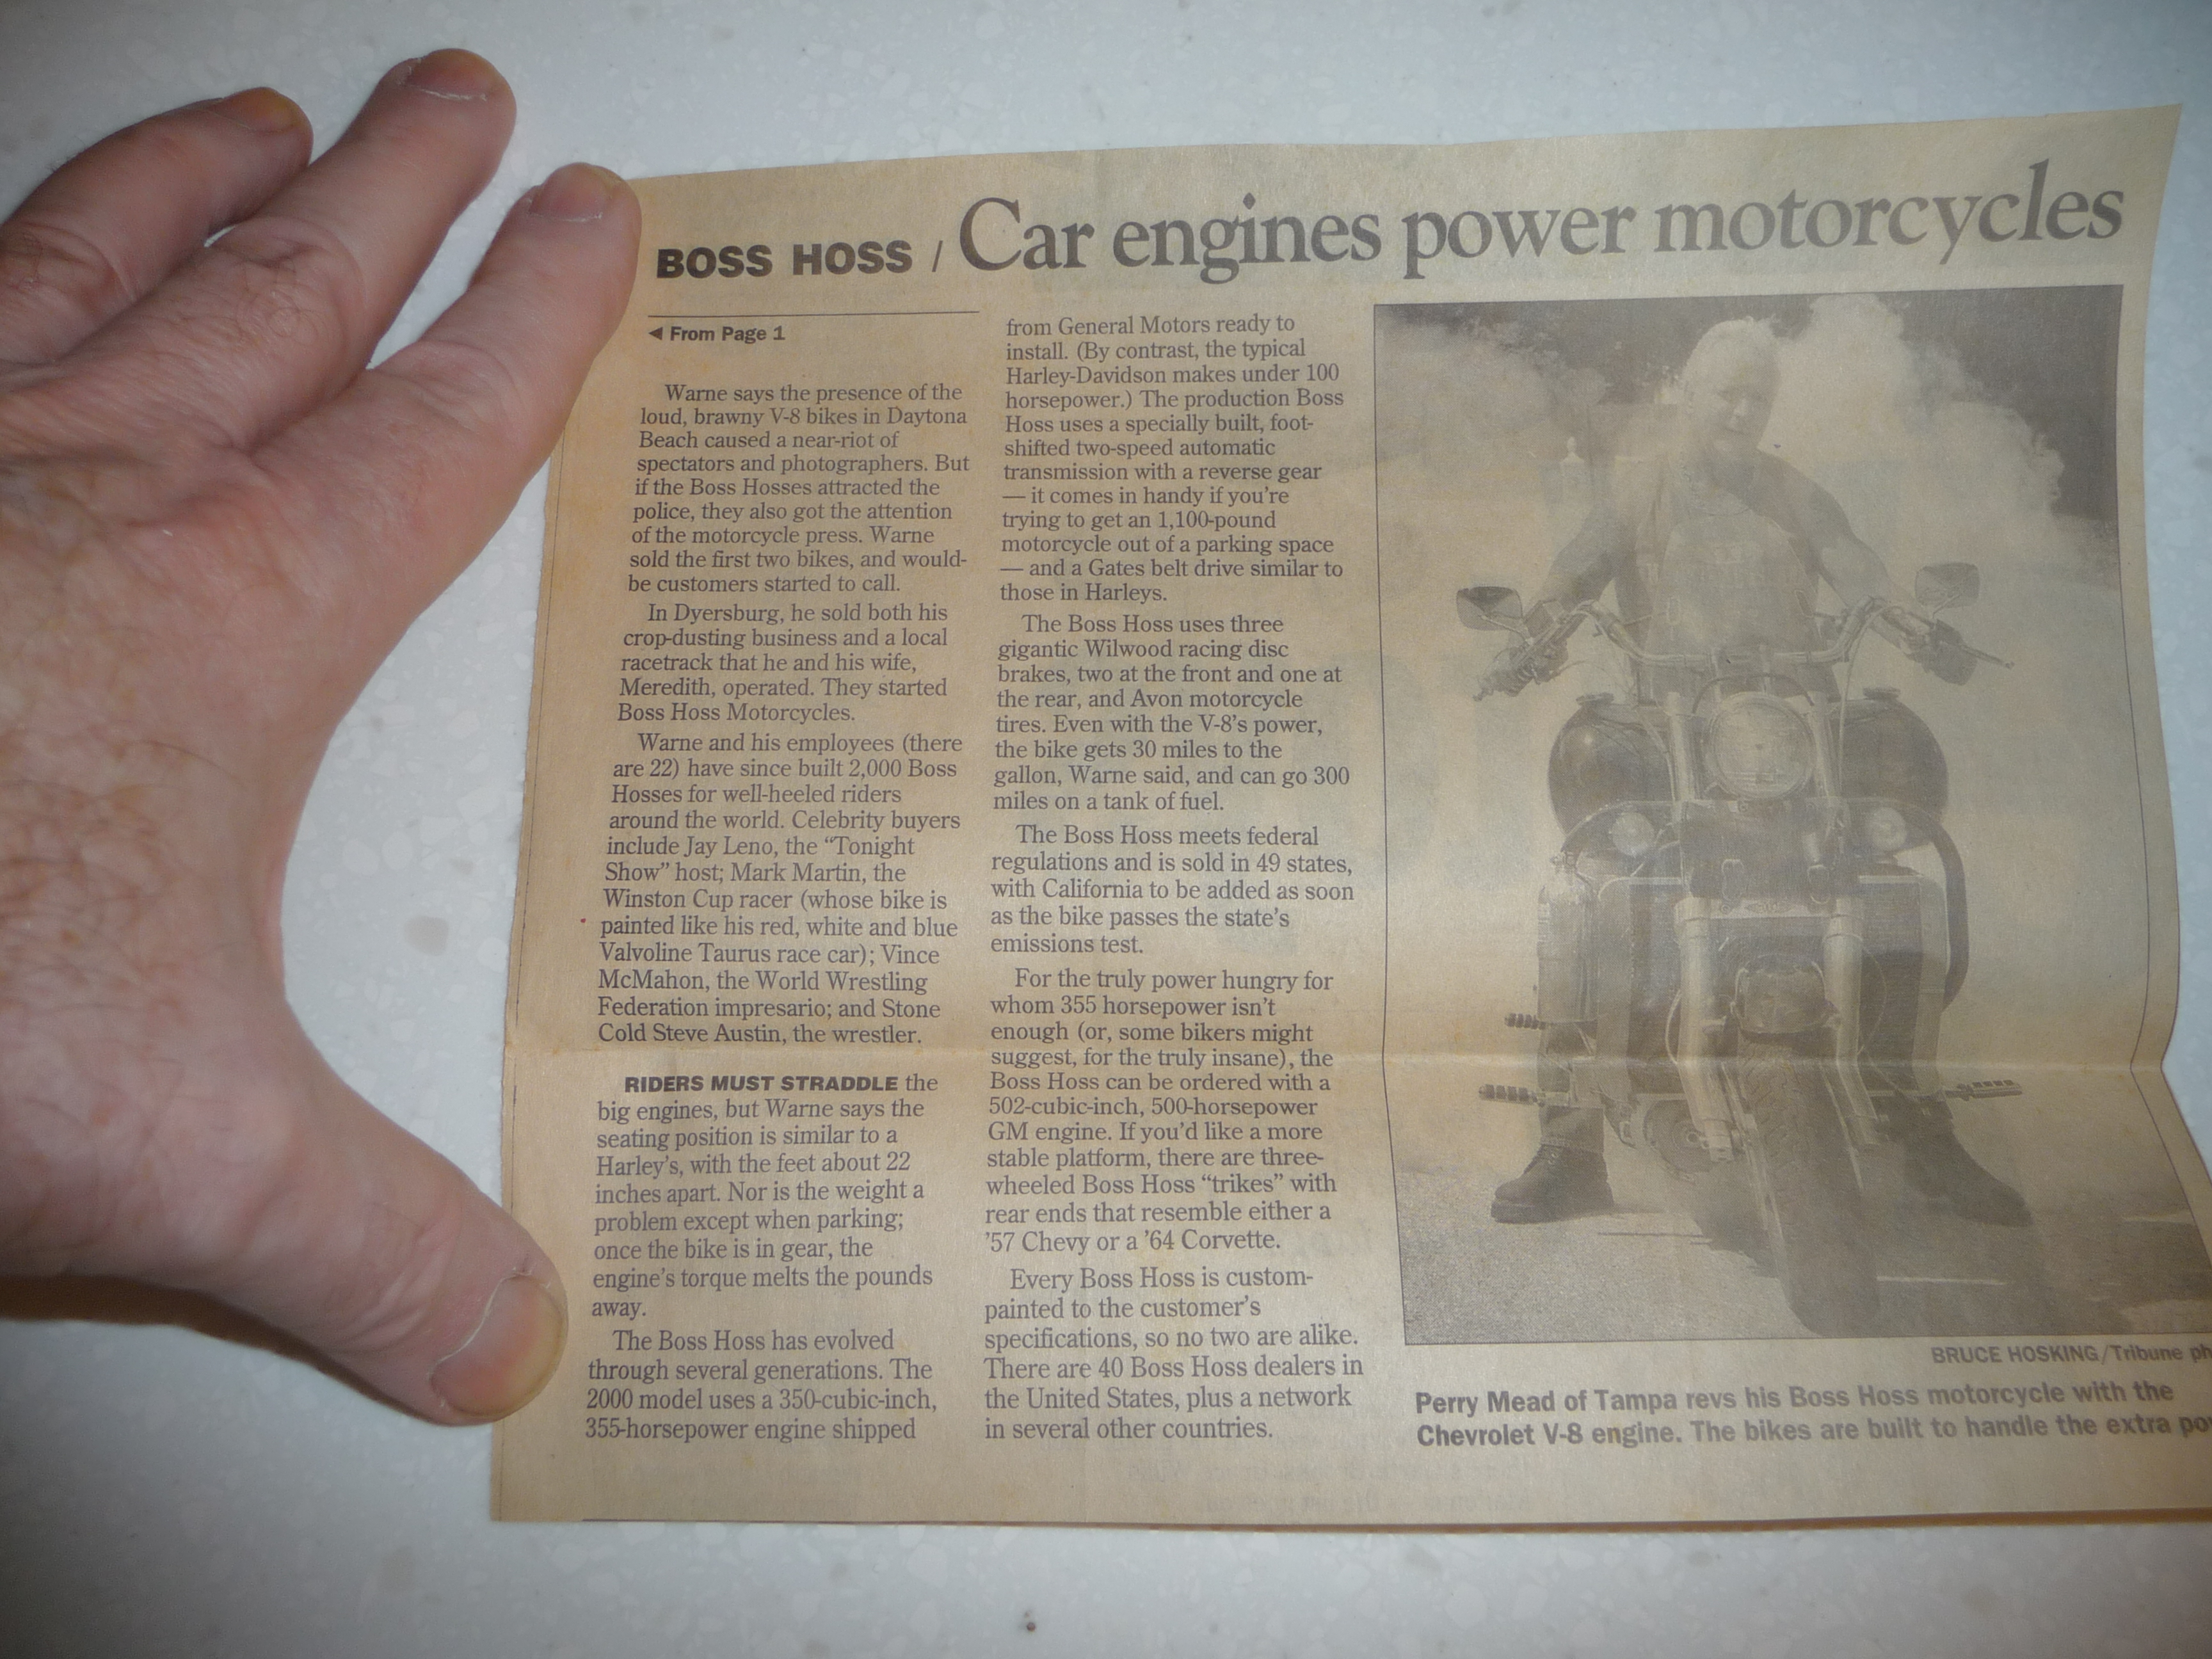 BOSS HOSS / Car engines power motorcycles
◄ From Page 1
Warne says the presence of the
loud, brawny V-8 bikes in Daytona
Beach caused a near-riot of
spectators and photographers. But
if the Boss Hosses attracted the
police, they also got the attention
of the motorcycle press. Warne
sold the first two bikes, and would-
be customers started to call.
In Dyersburg, he sold both his
crop-dusting business and a local
racetrack that he and his wife,
Meredith, operated. They started
Boss Hoss Motorcycles.
Warne and his employees (there
are 22) have since built 2,000 Boss
Hosses for well-heeled riders
around the world. Celebrity buyers
include Jay Leno, the “Tonight
Show” host; Mark Martin, the
Winston Cup racer (whose bike is
painted like his red, white and blue
Valvoline Taurus race car); Vince
McMahon, the World Wrestling
Federation impresario; and Stone
Cold Steve Austin, the wrestler.
RIDERS MUST STRADDLE the
big engines, but Warne says the
seating position is similar to a
Harley’s, with the feet about 22
inches apart. Nor is the weight a
problem except when parking;
once the bike is in gear, the
engine’s torque melts the pounds
away.
The Boss Hoss has evolved
through several generations. The
2000 model uses a 350-cubic-inch,
355-horsepower engine shipped
from General Motors ready to
install. (By contrast, the typical
Harley-Davidson makes under 100
horsepower.) The production Boss
Hoss uses a specially built, foot-
shifted two-speed automatic
transmission with a reverse gear
— it comes in handy if you’re
trying to get an 1,100-pound
motorcycle out of a parking space
— and a Gates belt drive similar to
those in Harleys.
The Boss Hoss uses three
gigantic Wilwood racing disc
brakes, two at the front and one at
the rear, and Avon motorcycle
tires. Even with the V-8’s power,
the bike gets 30 miles to the
gallon, Warne said, and can go 300
miles on a tank of fuel.
The Boss Hoss meets federal
regulations and is sold in 49 states,
with California to be added as soon
as the bike passes the state’s
emissions test.
For the truly power hungry for
whom 355 horsepower isn’t
enough (or, some bikers might
suggest, for the truly insane), the
Boss Hoss can be ordered with a
502-cubic-inch, 500-horsepower
GM engine. If you’d like a more
stable platform, there are three-
wheeled Boss Hoss “trikes” with
rear ends that resemble either a
’57 Chevy or a ’64 Corvette.
Every Boss Hoss is custom-
painted to the customer’s
specifications, so no two are alike.
There are 40 Boss Hoss dealers in
the United States, plus a network
in several other countries.
BRUCE HOSKING/Tribune ph
Perry Mead of Tampa revs his Boss Hoss motorcycle with the
Chevrolet V-8 engine. The bikes are built to handle the extra po